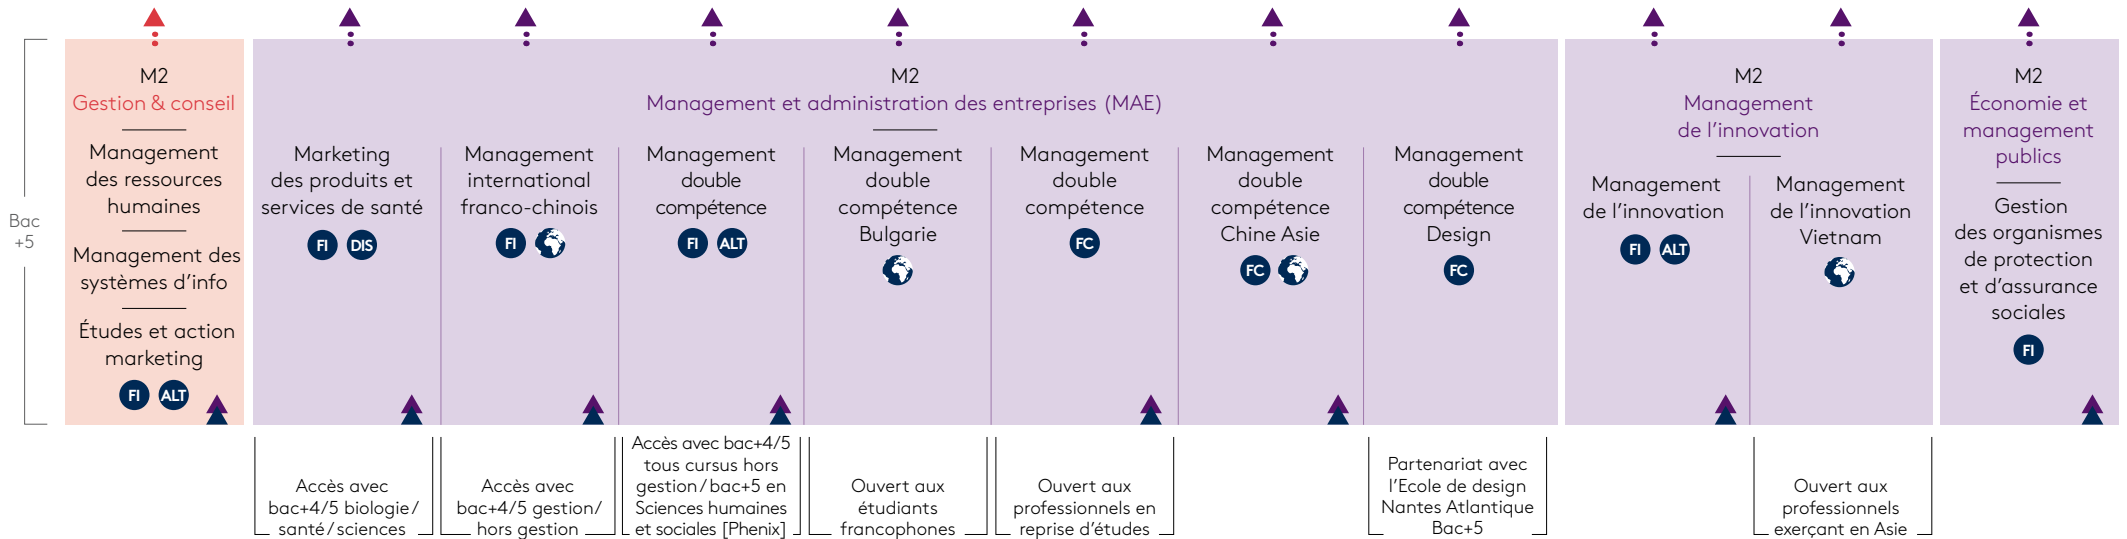 Bac
+5
M2
Gestion & conseil
Management
des ressources
humaines
Management des
systèmes d’info
Études et action
marketing
FI ALT
M2
Management et administration des entreprises (MAE)
Marketing
des produits et
services de santé
FI DIS
Accès avec
bac+4/5 biologie/
santé/sciences
Management
international
franco-chinois
FI
Accès avec
bac+4/5 gestion/
hors gestion
Management
double
compétence
FI ALT
Accès avec bac+4/5
tous cursus hors
gestion/bac+5 en
Sciences humaines
et sociales [Phenix]
Management
double
compétence
Bulgarie
Ouvert aux
étudiants
francophones
Management
double
compétence
FC
Ouvert aux
professionnels en
reprise d’études
Management
double
compétence
Chine Asie
FC
Management
double
compétence
Design
FC
Partenariat avec
l’Ecole de design
Nantes Atlantique
Bac+5
M2
Management
de l’innovation
Management
de l’innovation
FI ALT
Management
de l’innovation
Vietnam
Ouvert aux
professionnels
exerçant en Asie
M2
Économie et
management
publics
Gestion
des organismes
de protection
et d’assurance
sociales
FI